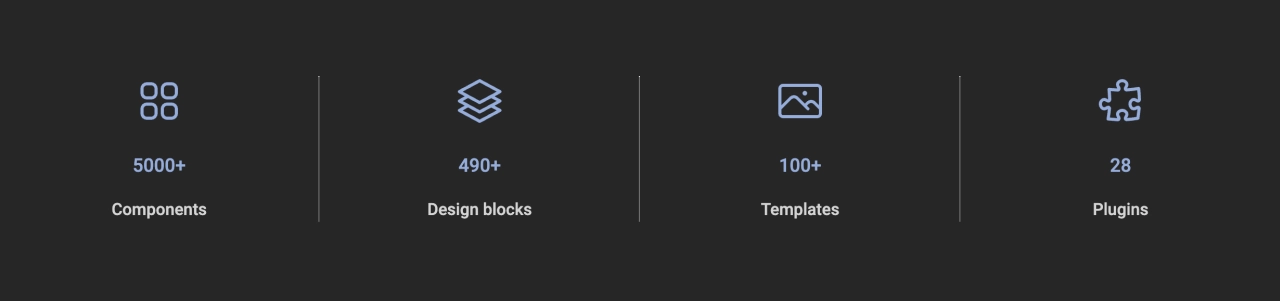 5000+
Components
490+
Design blocks
100+
Templates
28
Plugins